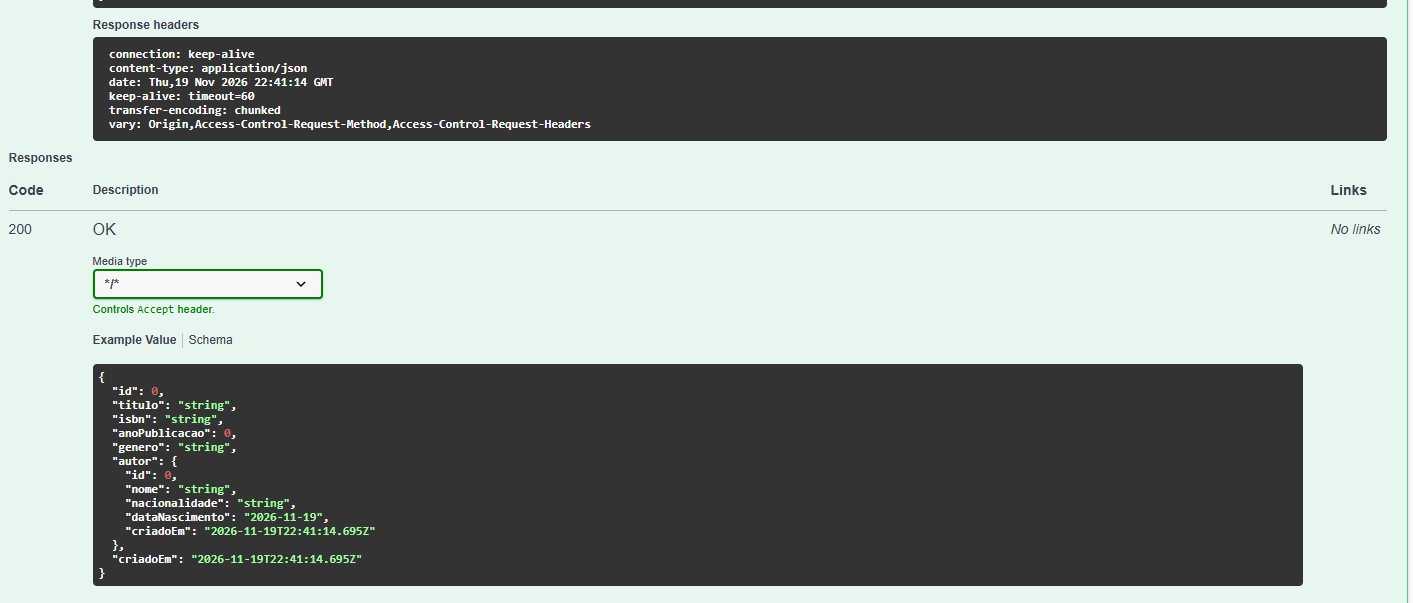 Response headers
connection: keep-alive
content-type: application/json
date: Thu,19 Nov 2026 22:41:14 GMT
keep-alive: timeout=60
transfer-encoding: chunked
vary: Origin,Access-Control-Request-Method,Access-Control-Request-Headers
Responses
Code Description Links
200 OK No links
Media type
*/*
Controls Accept header.
Example Value Schema
{
  "id": 0,
  "titulo": "string",
  "isbn": "string",
  "anoPublicacao": 0,
  "genero": "string",
  "autor": {
    "id": 0,
    "nome": "string",
    "nacionalidade": "string",
    "dataNascimento": "2026-11-19",
    "criadoEm": "2026-11-19T22:41:14.695Z"
  },
  "criadoEm": "2026-11-19T22:41:14.695Z"
}